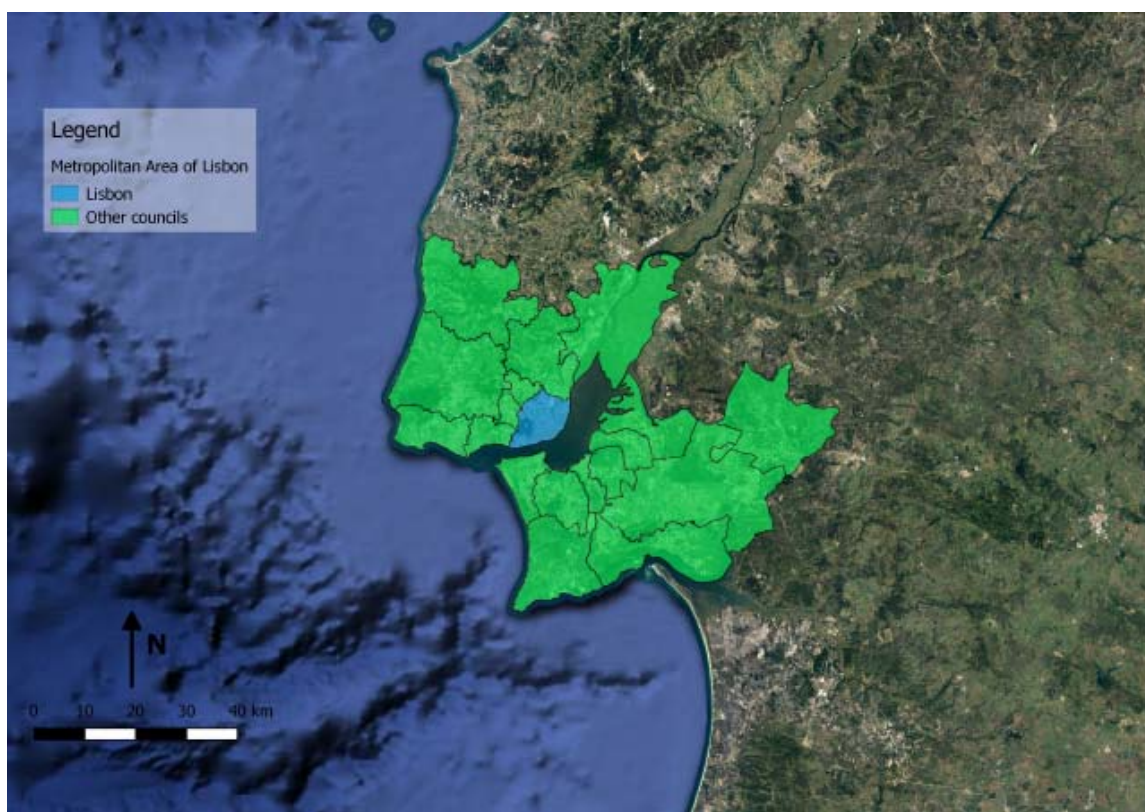 Legend
Metropolitan Area of Lisbon
Lisbon
Other councils
N
0 10 20 30 40 km